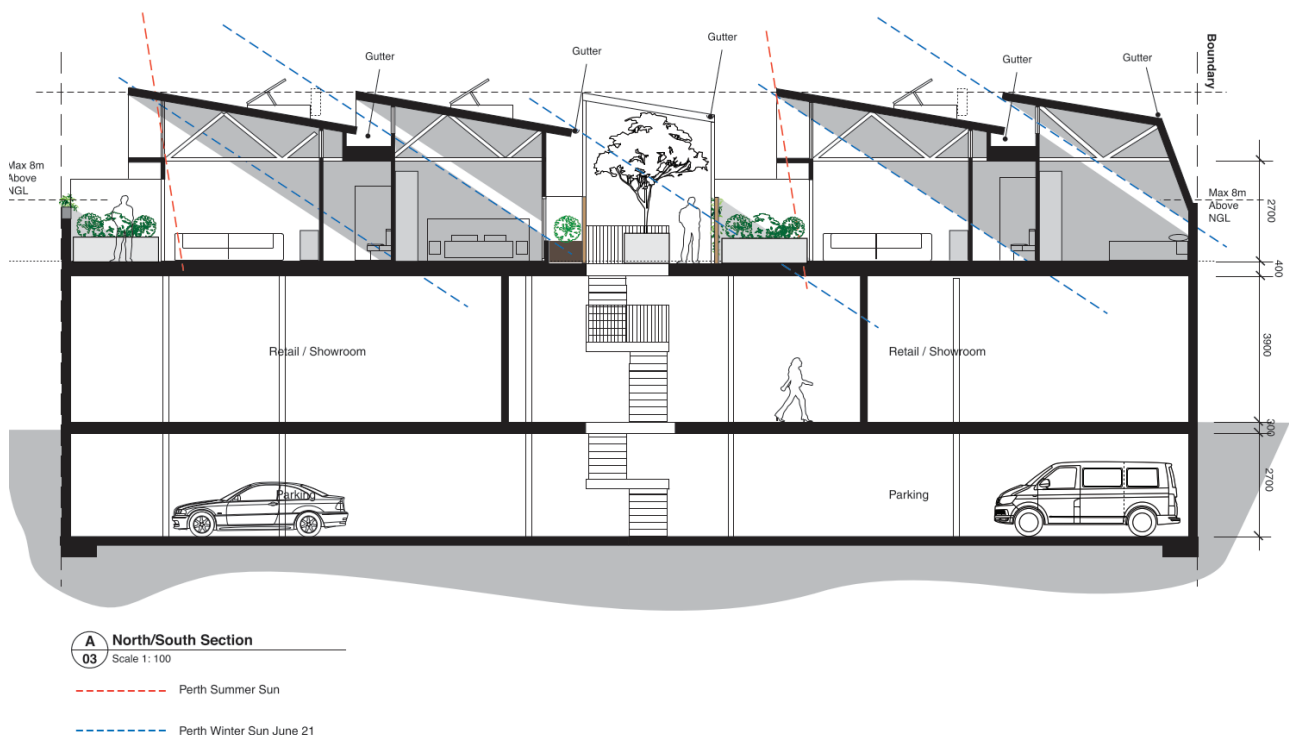 Boundary
Gutter
Gutter
Gutter
Gutter
Gutter
Max 8m
Above
NGL
Max 8m
Above
NGL
2700
400
Retail / Showroom
Retail / Showroom
3900
300
Parking
Parking
2700
A
03
North/South Section
Scale 1: 100
Perth Summer Sun
Perth Winter Sun June 21